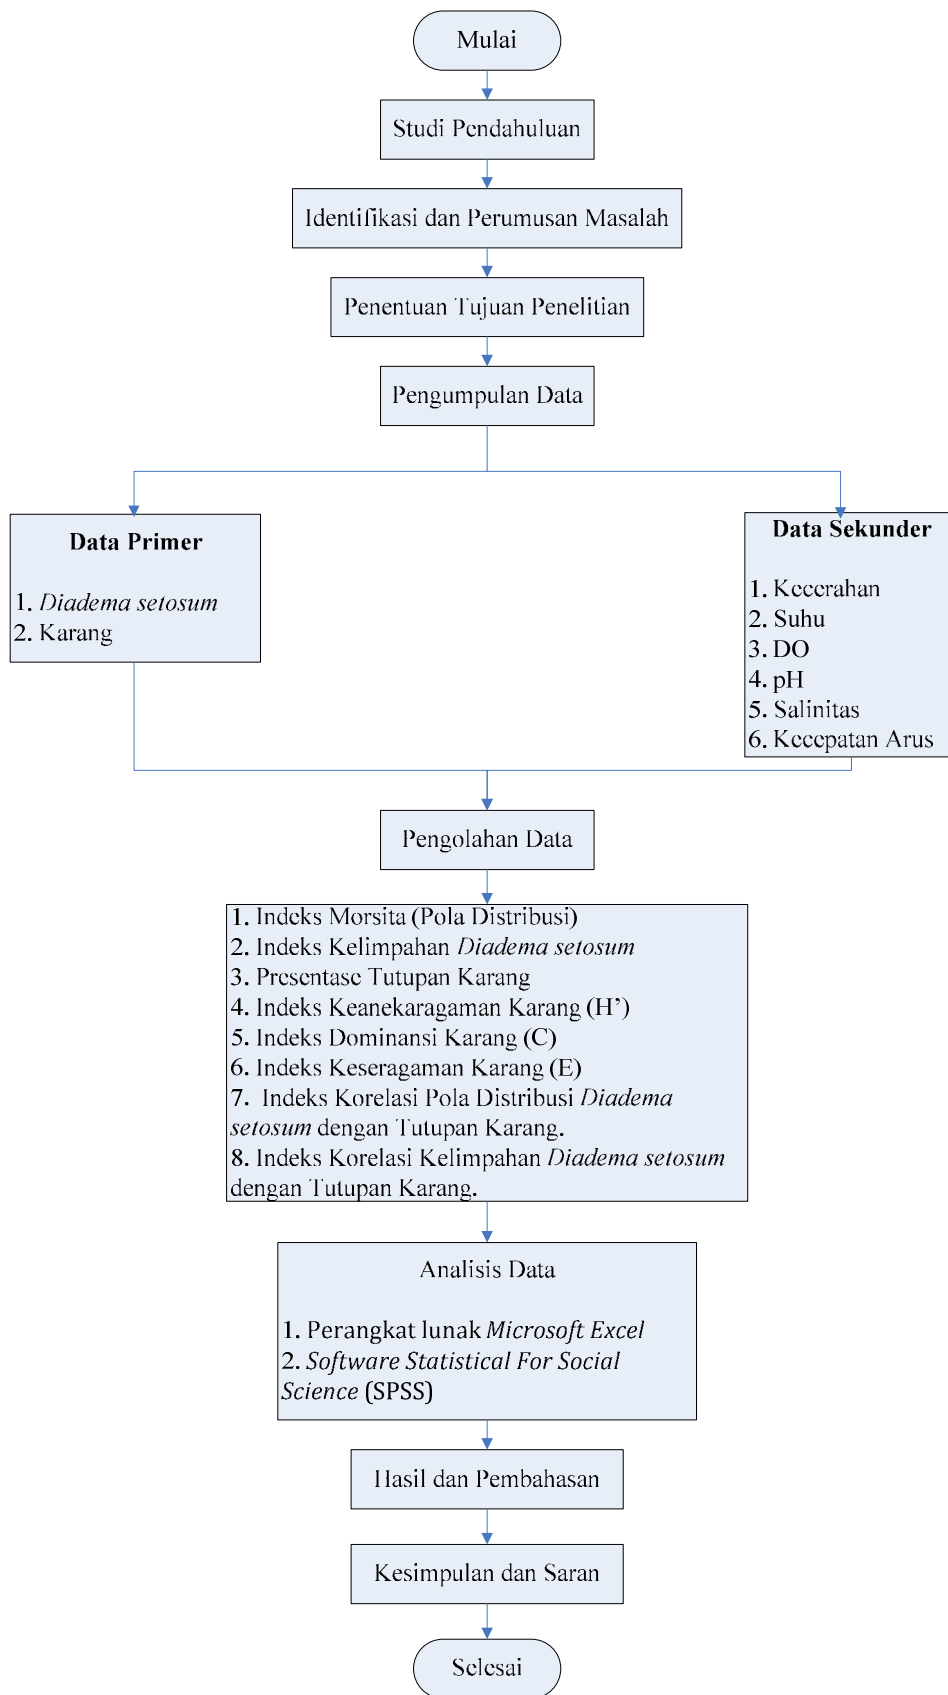 Mulai
Studi Pendahuluan
Identifikasi dan Perumusan Masalah
Penentuan Tujuan Penelitian
Pengumpulan Data
Data Primer
1. Diadema setosum
2. Karang
Data Sekunder
1. Kecerahan
2. Suhu
3. DO
4. pH
5. Salinitas
6. Kecepatan Arus
Pengolahan Data
1. Indeks Morsita (Pola Distribusi)
2. Indeks Kelimpahan Diadema setosum
3. Presentase Tutupan Karang
4. Indeks Keanekaragaman Karang (H’)
5. Indeks Dominansi Karang (C)
6. Indeks Keseragaman Karang (E)
7. Indeks Korelasi Pola Distribusi Diadema
setosum dengan Tutupan Karang.
8. Indeks Korelasi Kelimpahan Diadema setosum
dengan Tutupan Karang.
Analisis Data
1. Perangkat lunak Microsoft Excel
2. Software Statistical For Social
Science (SPSS)
Hasil dan Pembahasan
Kesimpulan dan Saran
Selesai